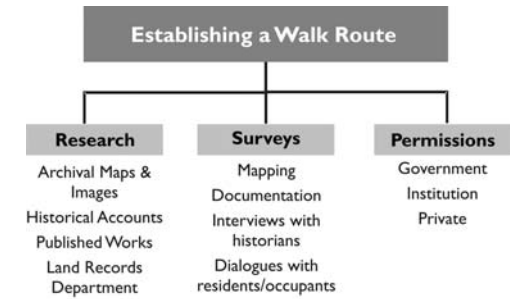 Establishing a Walk Route
Research
Archival Maps &
Images
Historical Accounts
Published Works
Land Records
Department
Surveys
Mapping
Documentation
Interviews with
historians
Dialogues with
residents/occupants
Permissions
Government
Institution
Private